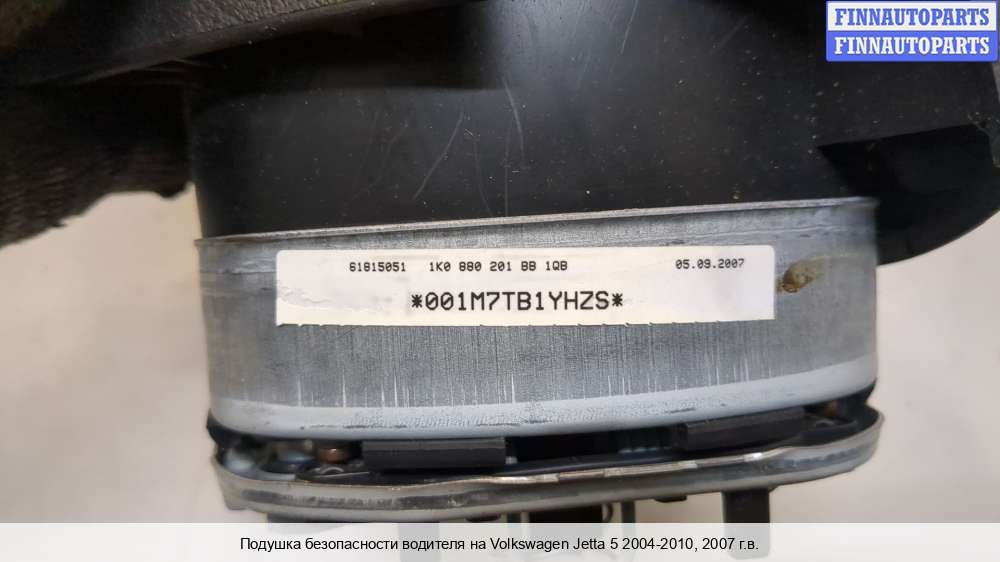 FINNAUTOPARTS
FINNAUTOPARTS
61815051 1K0 880 201 BB 1QB 05.09.2007
*001M7TB1YHZS*
Подушка безопасности водителя на Volkswagen Jetta 5 2004-2010, 2007 г.в.